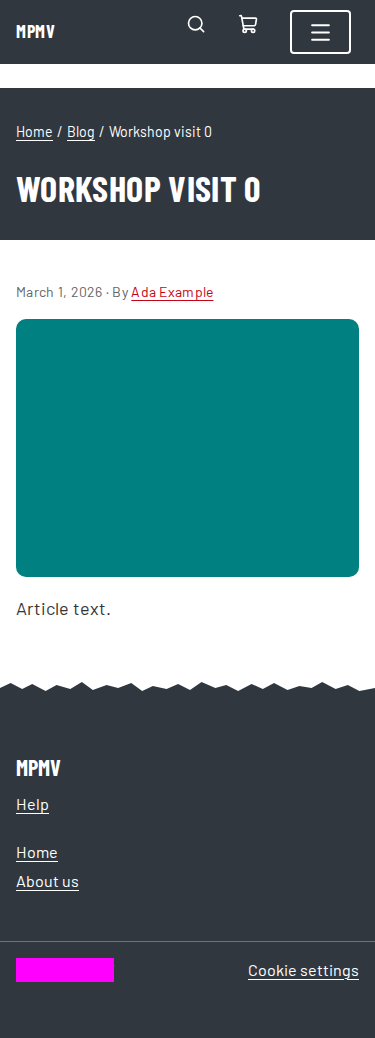 MPMV
Home / Blog / Workshop visit 0
WORKSHOP VISIT 0
March 1, 2026 · By Ada Example
Article text.
MPMV
Help
Home
About us
Cookie settings